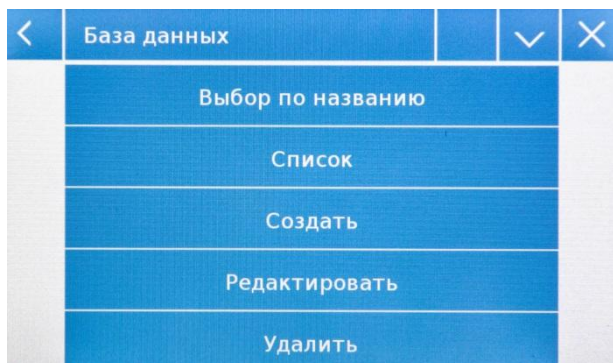 База данных
Выбор по названию
Список
Создать
Редактировать
Удалить